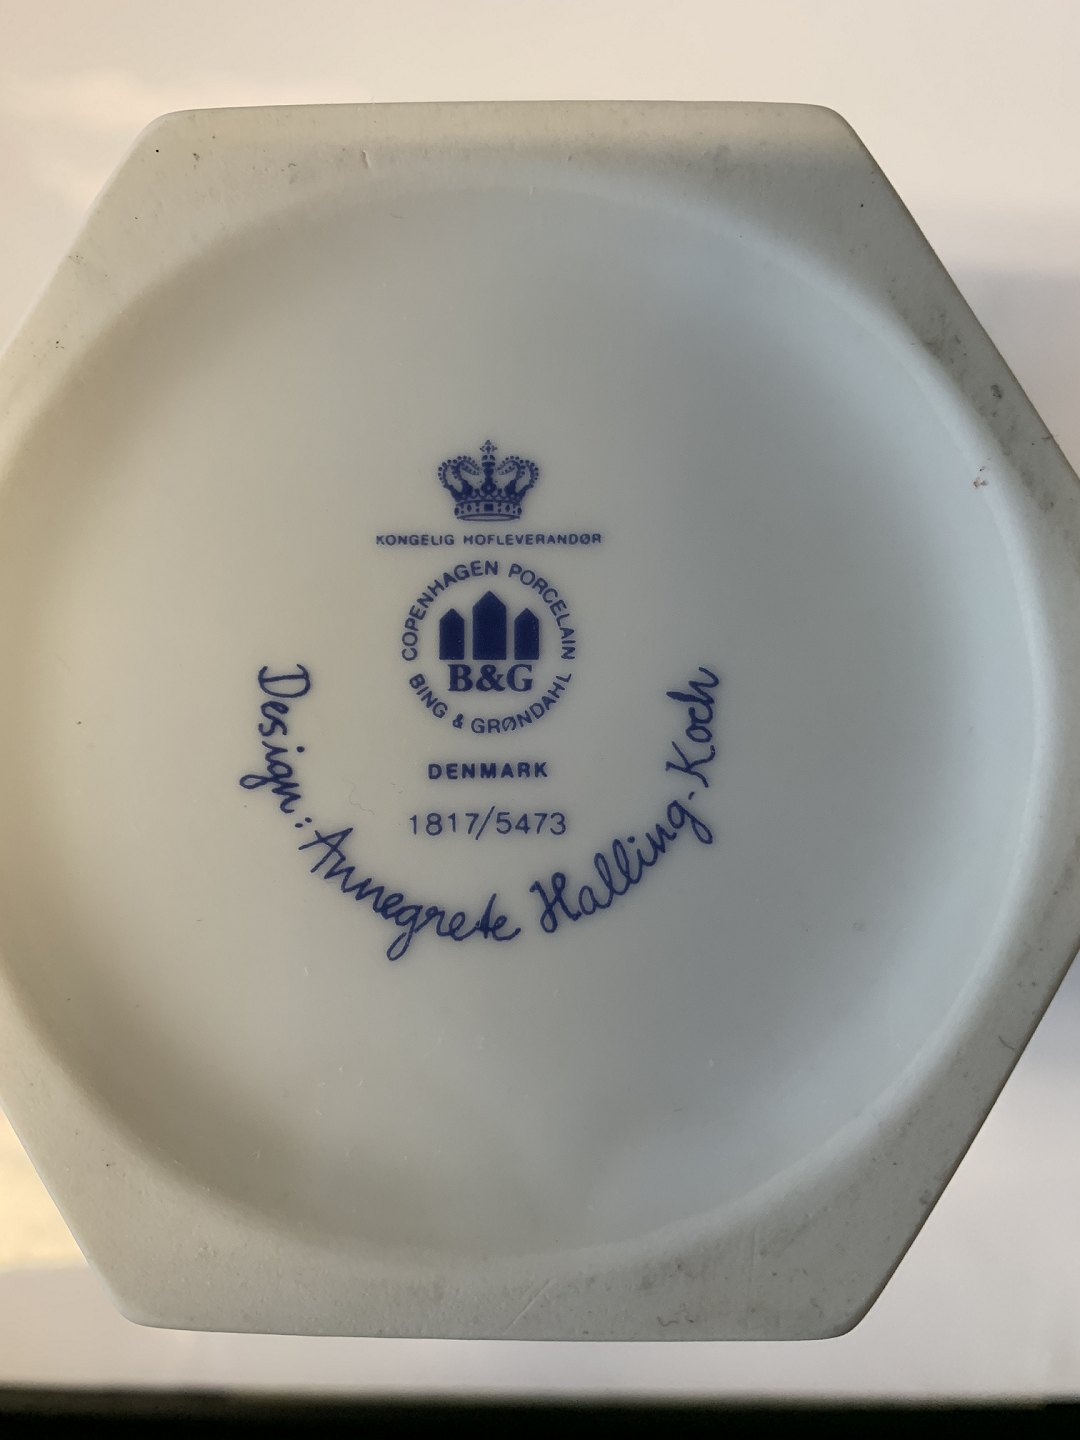 KONGELIG HOFLEVERANDØR
COPENHAGEN PORCELAIN
B&G
BING & GRØNDAHL
DENMARK
1817/5473
Design: Annegrete Halling-Koch